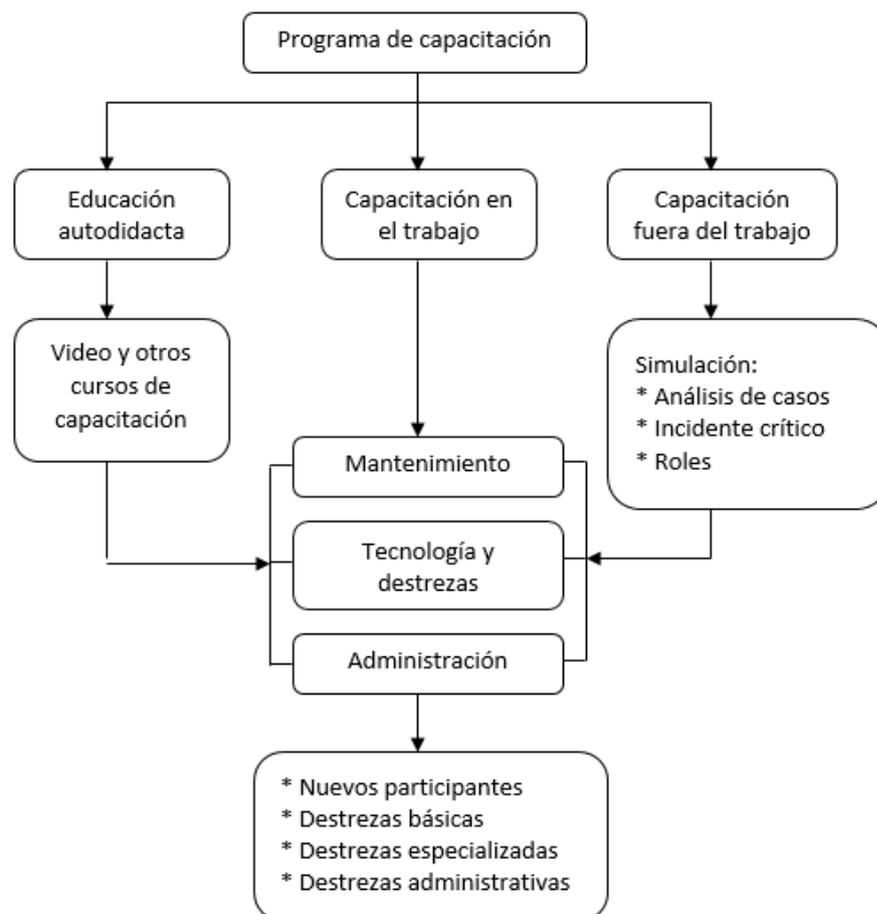 Programa de capacitación
Educación
autodidacta
Capacitación en
el trabajo
Capacitación
fuera del trabajo
Video y otros
cursos de
capacitación
Simulación:
* Análisis de casos
* Incidente crítico
* Roles
Mantenimiento
Tecnología y
destrezas
Administración
* Nuevos participantes
* Destrezas básicas
* Destrezas especializadas
* Destrezas administrativas